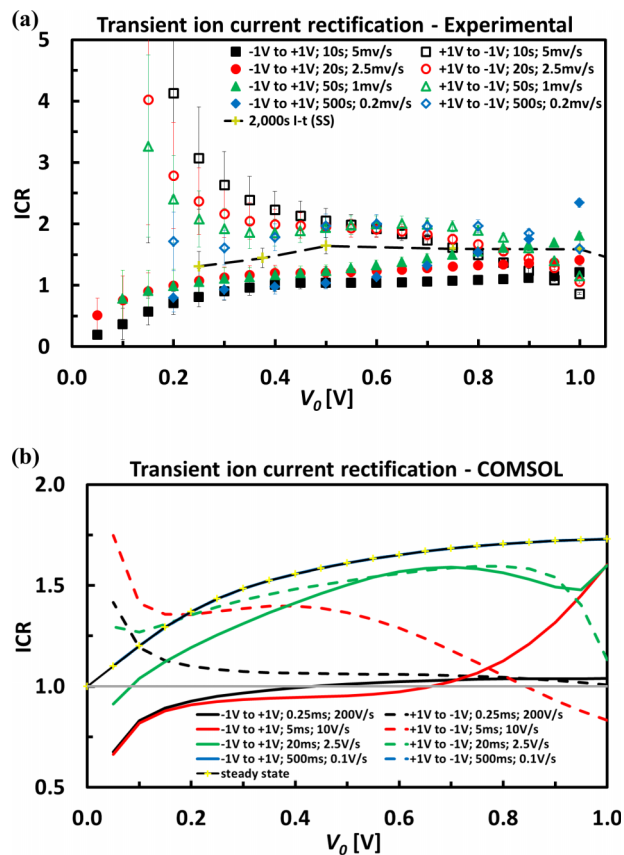 (a)
Transient ion current rectification - Experimental
-1V to +1V; 10s; 5mv/s +1V to -1V; 10s; 5mv/s
-1V to +1V; 20s; 2.5mv/s +1V to -1V; 20s; 2.5mv/s
-1V to +1V; 50s; 1mv/s +1V to -1V; 50s; 1mv/s
-1V to +1V; 500s; 0.2mv/s +1V to -1V; 500s; 0.2mv/s
2,000s I-t (SS)
5
4
3
2
1
0
ICR
0.0 0.2 0.4 0.6 0.8 1.0
V0 [V]
(b)
Transient ion current rectification - COMSOL
2.0
1.5
1.0
0.5
ICR
-1V to +1V; 0.25ms; 200V/s +1V to -1V; 0.25ms; 200V/s
-1V to +1V; 5ms; 10V/s +1V to -1V; 5ms; 10V/s
-1V to +1V; 20ms; 2.5V/s +1V to -1V; 20ms; 2.5V/s
-1V to +1V; 500ms; 0.1V/s +1V to -1V; 500ms; 0.1V/s
steady state
0.0 0.2 0.4 0.6 0.8 1.0
V0 [V]